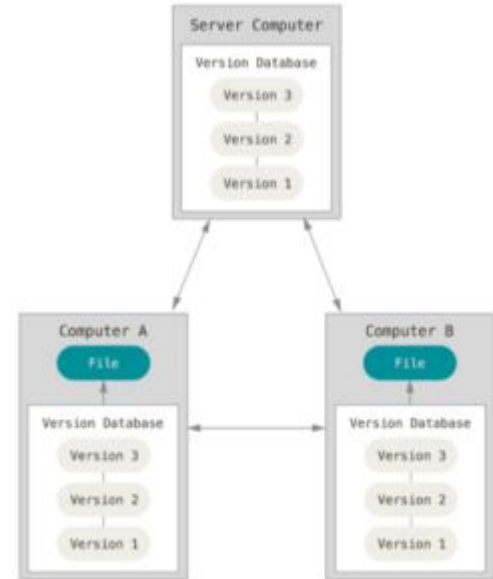 Server Computer
Version Database
Version 3
Version 2
Version 1
Computer A
File
Version Database
Version 3
Version 2
Version 1
Computer B
File
Version Database
Version 3
Version 2
Version 1